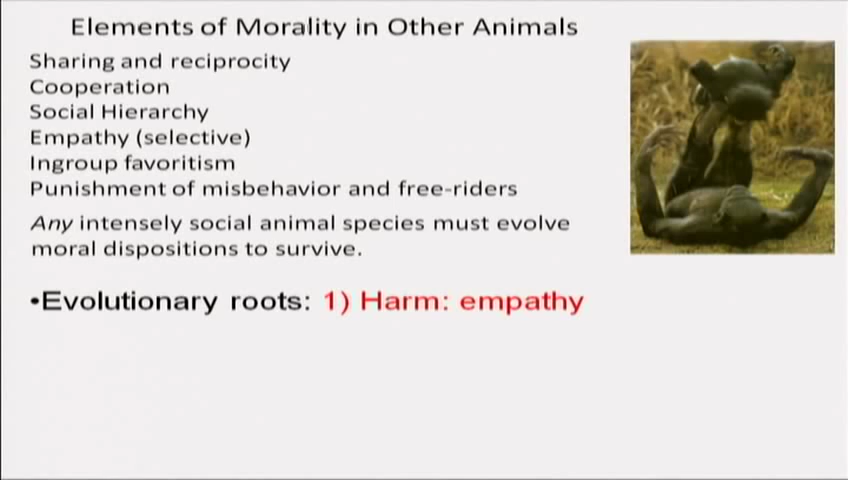 Elements of Morality in Other Animals
Sharing and reciprocity
Cooperation
Social Hierarchy
Empathy (selective)
Ingroup favoritism
Punishment of misbehavior and free-riders
Any intensely social animal species must evolve
moral dispositions to survive.
•Evolutionary roots: 1) Harm: empathy